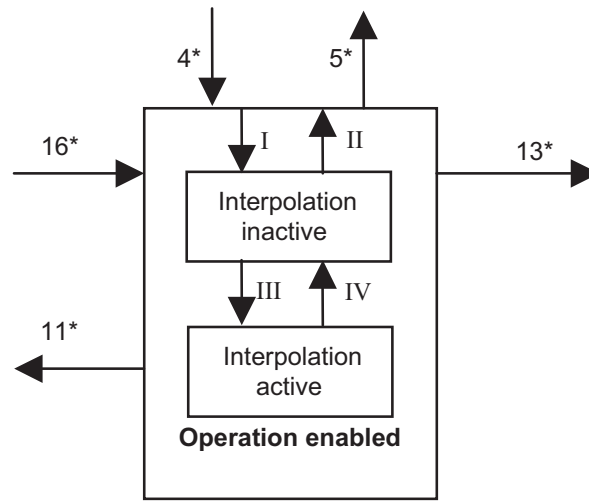 4*
5*
16*
I
II
13*
Interpolation
inactive
III
IV
11*
Interpolation
active
Operation enabled